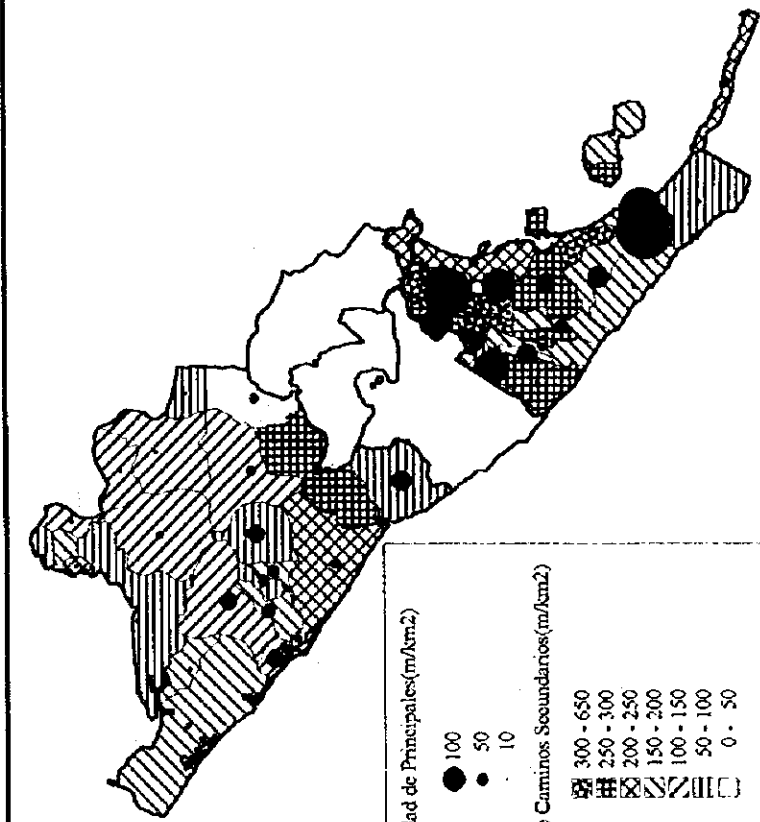 ad de Principales(m/km2)
100
50
10
e Caminos Secundarios(m/km2)
300 - 650
250 - 300
200 - 250
150 - 200
100 - 150
50 - 100
0 - 50